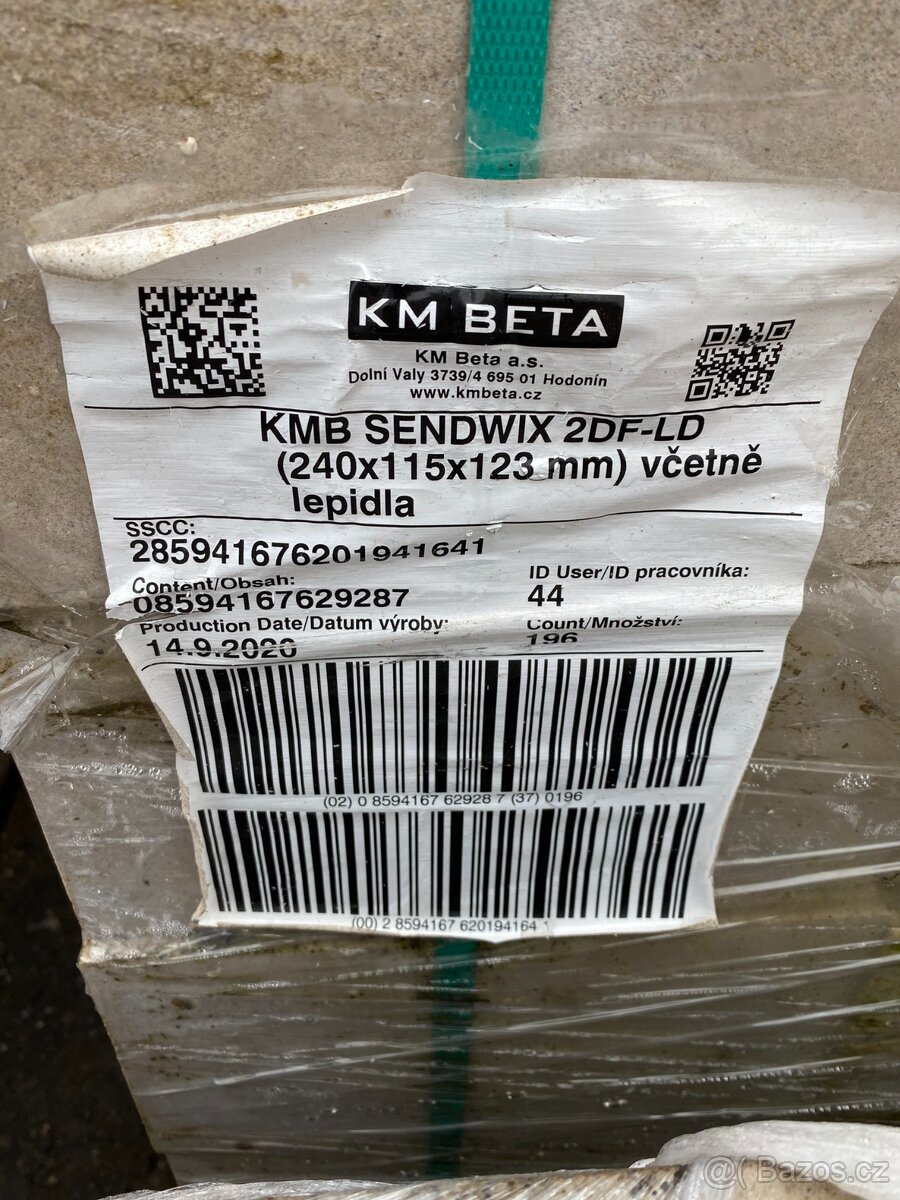 KM BETA
KM Beta a.s.
Dolní Valy 3739/4 695 01 Hodonín
www.kmbeta.cz
KMB SENDWIX 2DF-LD
(240x115x123 mm) včetně
lepidla
SSCC:
285941676201941641
Content/Obsah:
08594167629287
ID User/ID pracovníka:
44
Production Date/Datum výroby:
14.9.2020
Count/Množství:
196
(02) 0 8594167 62928 7 (37) 0196
(00) 2 8594167 620194164 1
@( Bazos.cz